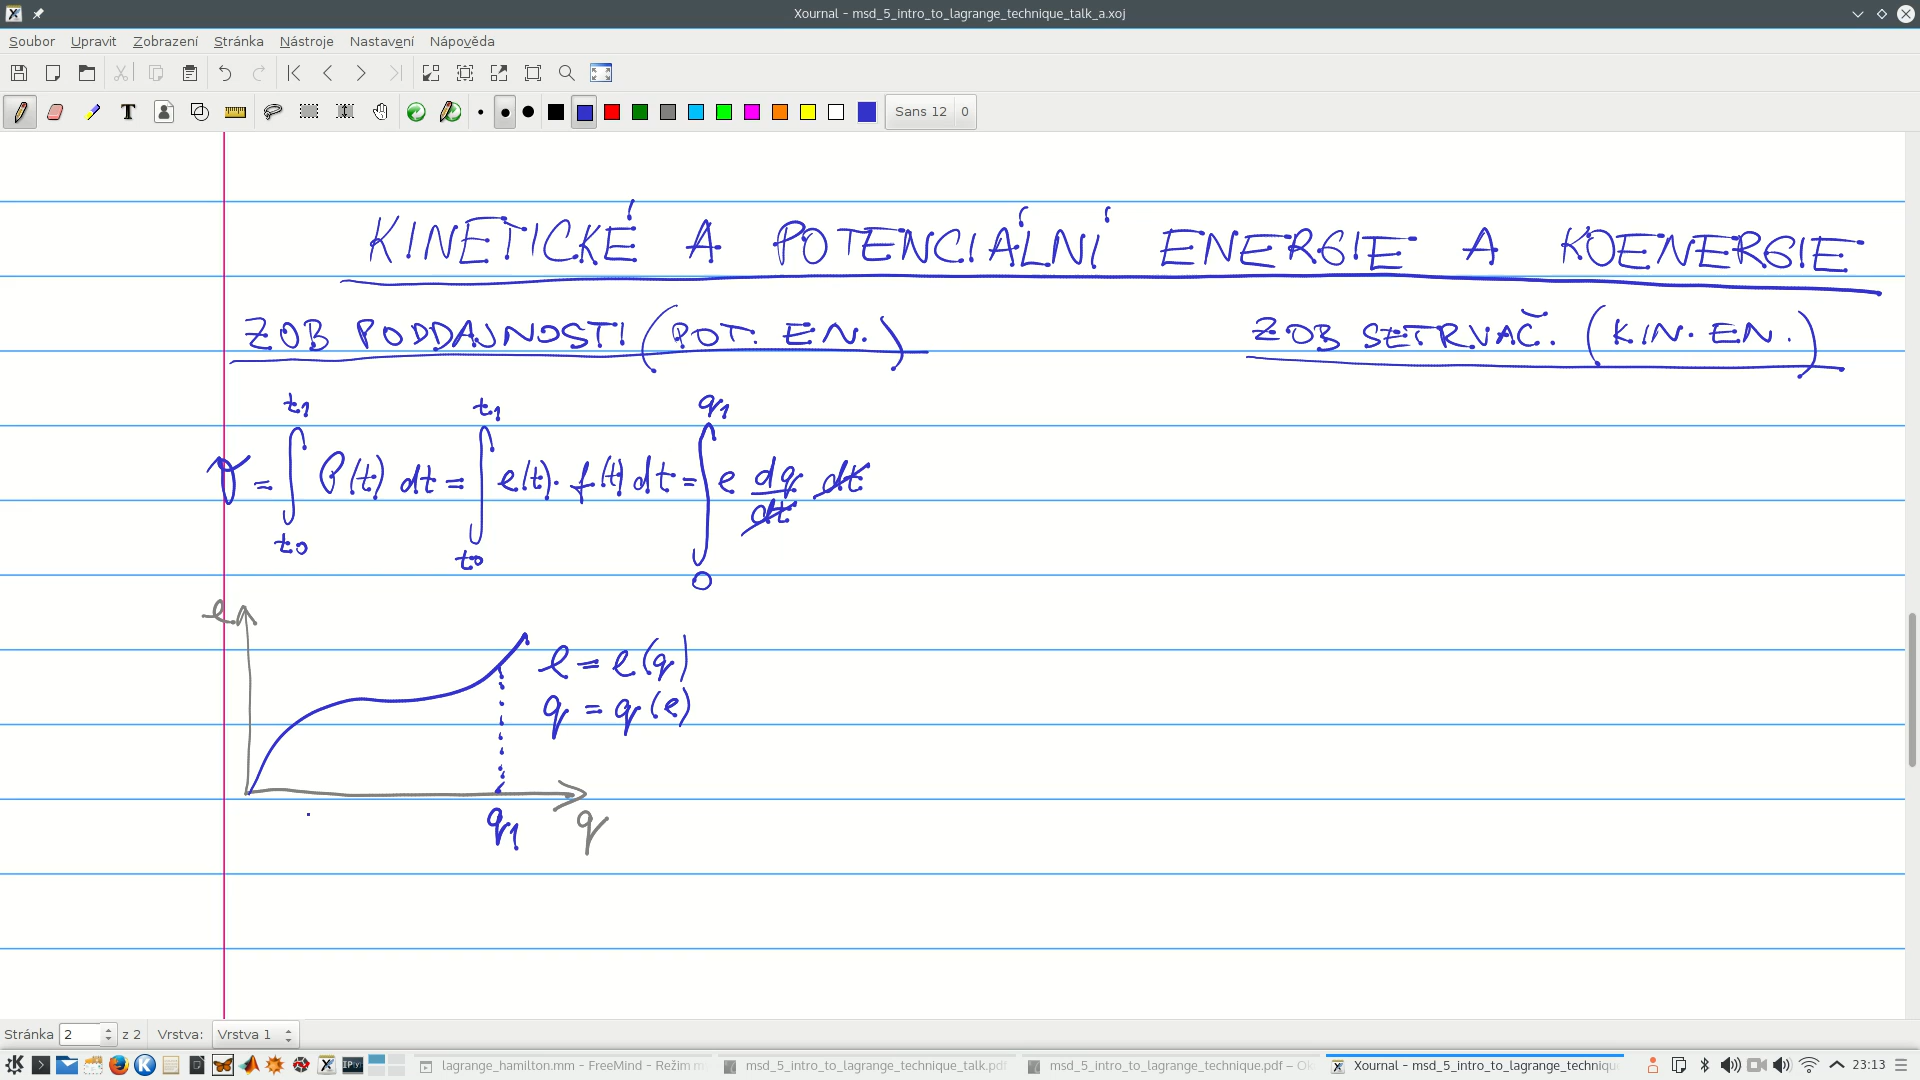 Xournal - msd_5_intro_to_lagrange_technique_talk_a.xoj
Soubor Upravit Zobrazení Stránka Nástroje Nastavení Nápověda
T Sans 12 0
KINETICKÉ A POTENCIÁLNÍ ENERGIE A KOENERGIE
ZOB PODDAJNOSTI (POT. EN.) ZOB SETRVAČ. (KIN. EN.)
V = ∫_{t0}^{t1} P(t) dt = ∫_{t0}^{t1} e(t) · f(t) dt = ∫_{0}^{q1} e dq/dt dt
e
e = e(q)
q = q(e)
q1 q
Stránka 2 z 2 Vrstva: Vrstva 1
lagrange_hamilton.mm - FreeMind - Režim m msd_5_intro_to_lagrange_technique_talk.pdf msd_5_intro_to_lagrange_technique.pdf – Ok Xournal - msd_5_intro_to_lagrange_techniqu 23:13